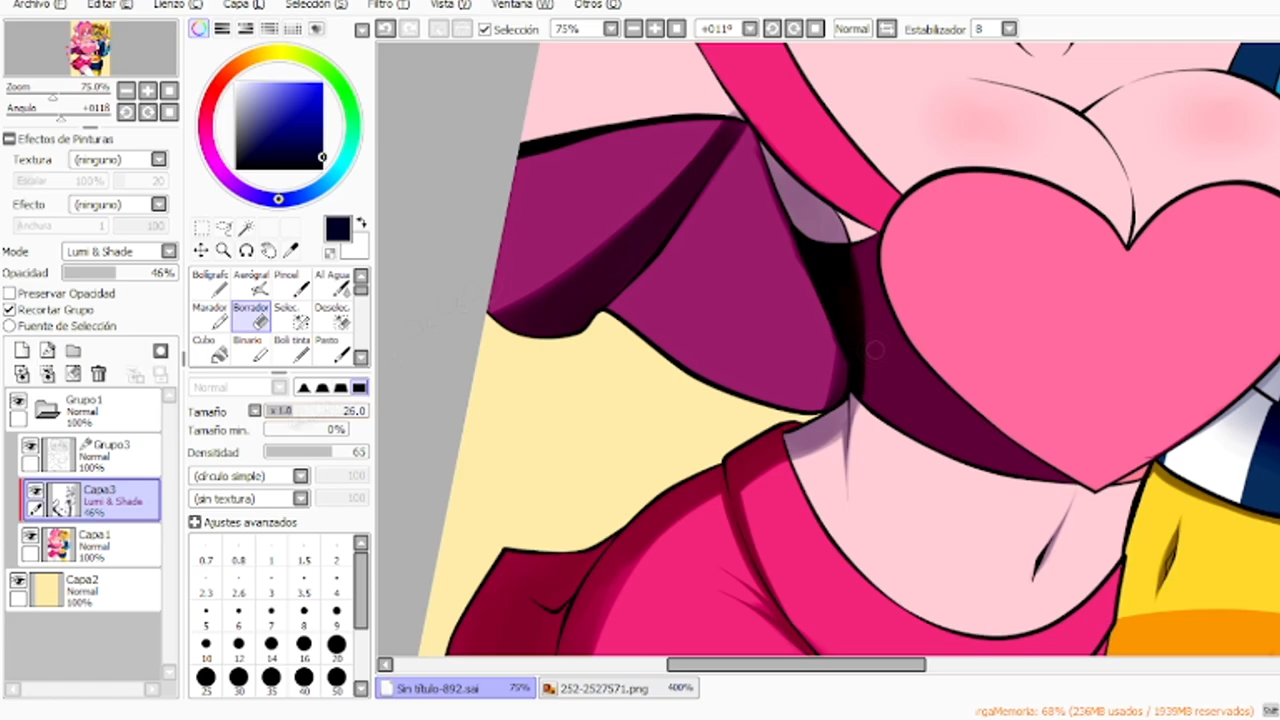 Archivo (F) Editar (E) Lienzo (C) Capa (L) Selección (S) Filtro (T) Vista (V) Ventana (W) Otros (O)
Selección 75% +011º Normal Estabilizador 8
Zoom 75.0%
Angulo +011º
Efectos de Pinturas
Textura (ninguno)
Escalar 100% 20
Efecto (ninguno)
Anchura 1 100
Mode Lumi & Shade
Opacidad 46%
Preservar Opacidad
Recortar Grupo
Fuente de Selección
Grupo1
Normal
100%
Grupo3
Normal
100%
Capa3
Lumi & Shade
46%
Capa1
Normal
100%
Capa2
Normal
100%
Bolígrafo Aerógraf Pincel Al Agua
Marador Borrador Selec. Deselec.
Cubo Binario Boli tinta Pasto
Normal
Tamaño x 1.0 26.0
Tamaño min. 0%
Densitidad 65
(círculo simple) 100
(sin textura) 100
Ajustes avanzados
0.7 0.8 1 1.5 2
2.3 2.6 3 3.5 4
5 6 7 8 9
10 12 14 16 20
25 30 35 40 50
Sin título-892.sai 75% 252-2527571.png 400%
rgaMemoria: 68% (236MB usados / 1939MB reservados)